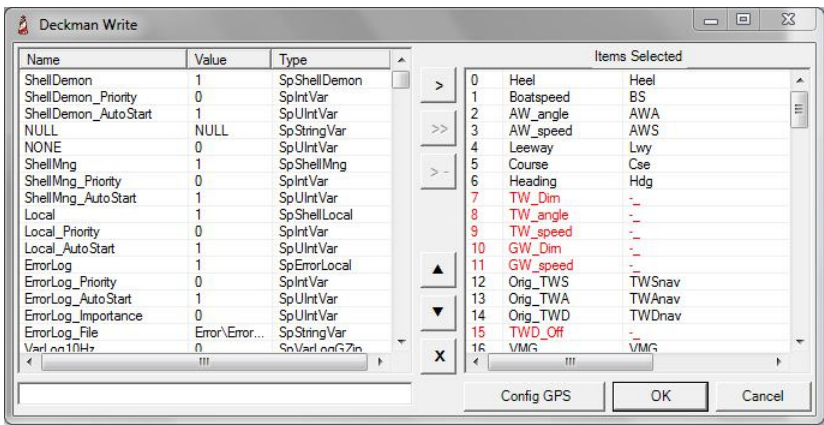 Deckman Write
Name Value Type
ShellDemon 1 SpShellDemon
ShellDemon_Priority 0 SpIntVar
ShellDemon_AutoStart 1 SpUIntVar
NULL NULL SpStringVar
NONE 0 SpUIntVar
ShellMng 1 SpShellMng
ShellMng_Priority 0 SpIntVar
ShellMng_AutoStart 1 SpUIntVar
Local 1 SpShellLocal
Local_Priority 0 SpIntVar
Local_AutoStart 1 SpUIntVar
ErrorLog 1 SpErrorLocal
ErrorLog_Priority 0 SpIntVar
ErrorLog_AutoStart 1 SpUIntVar
ErrorLog_Importance 0 SpUIntVar
ErrorLog_File Error\Error... SpStringVar
VarLog10Hz 0 SpVarLogGZip
>
>>
> -
X
Items Selected
0 Heel Heel
1 Boatspeed BS
2 AW_angle AWA
3 AW_speed AWS
4 Leeway Lwy
5 Course Cse
6 Heading Hdg
7 TW_Dirn -_
8 TW_angle -_
9 TW_speed -_
10 GW_Dirn -_
11 GW_speed -_
12 Orig_TWS TWSnav
13 Orig_TWA TWAnav
14 Orig_TWD TWDnav
15 TWD_Off -_
16 VMG VMG
Config GPS OK Cancel